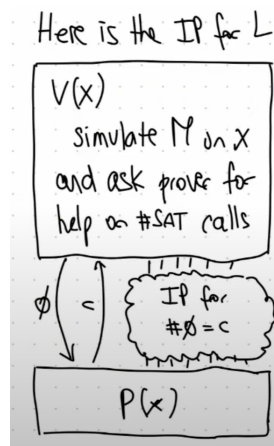 Here is the IP for L
V(x)
simulate M on x
and ask prover for
help on #SAT calls
ϕ
c
IP for
#ϕ = c
P(x)